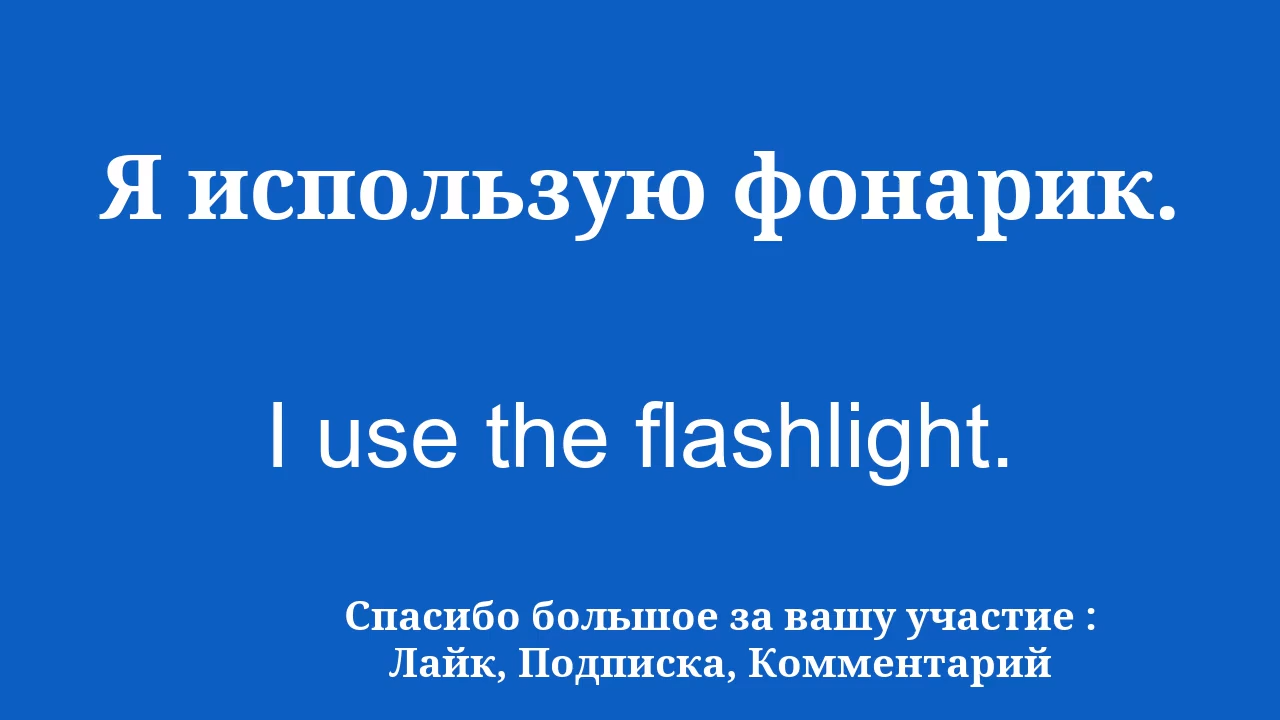 Я использую фонарик.
I use the flashlight.
Спасибо большое за вашу участие :
Лайк, Подписка, Комментарий